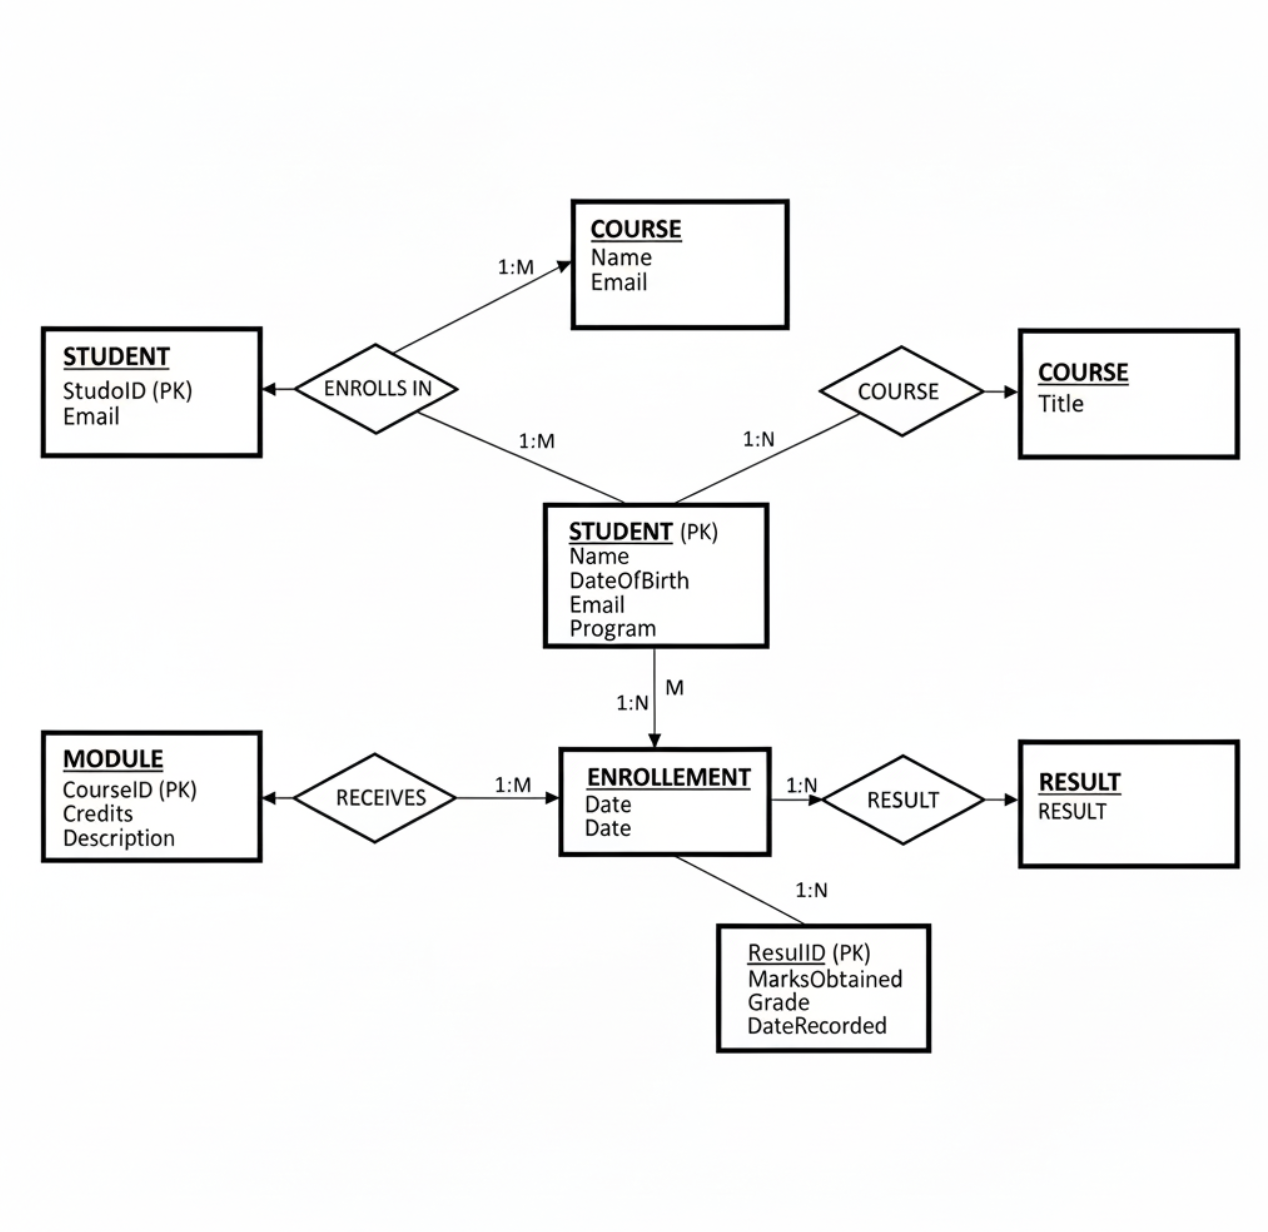 COURSE
Name
Email
1:M
STUDENT
StudoID (PK)
Email
ENROLLS IN
COURSE
COURSE
Title
1:M
1:N
STUDENT (PK)
Name
DateOfBirth
Email
Program
M
1:N
MODULE
CourseID (PK)
Credits
Description
RECEIVES
1:M
ENROLLEMENT
Date
Date
1:N
RESULT
RESULT
RESULT
1:N
ResulID (PK)
MarksObtained
Grade
DateRecorded